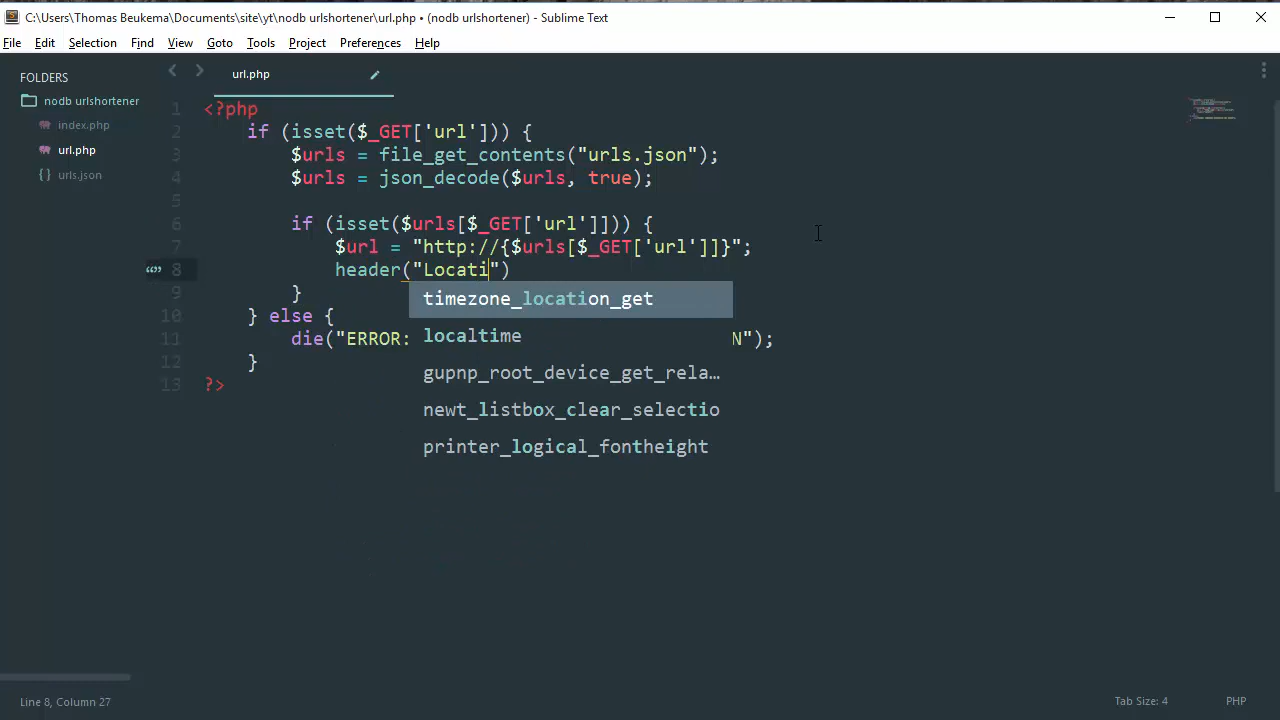 C:\Users\Thomas Beukema\Documents\site\yt\nodb urlshortener\url.php • (nodb urlshortener) - Sublime Text
File Edit Selection Find View Goto Tools Project Preferences Help
FOLDERS
nodb urlshortener
index.php
url.php
urls.json
url.php
1 <?php
2 if (isset($_GET['url'])) {
3 $urls = file_get_contents("urls.json");
4 $urls = json_decode($urls, true);
5
6 if (isset($urls[$_GET['url']])) {
7 $url = "http://{$urls[$_GET['url']]}";
8 header("Locati")
9 }
10 } else {
11 die("ERROR: N");
12 }
13 ?>
timezone_location_get
localtime
gupnp_root_device_get_rela…
newt_listbox_clear_selectio
printer_logical_fontheight
Line 8, Column 27
Tab Size: 4
PHP